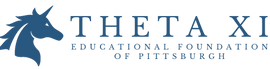 THETA XI
EDUCATIONAL FOUNDATION
OF PITTSBURGH